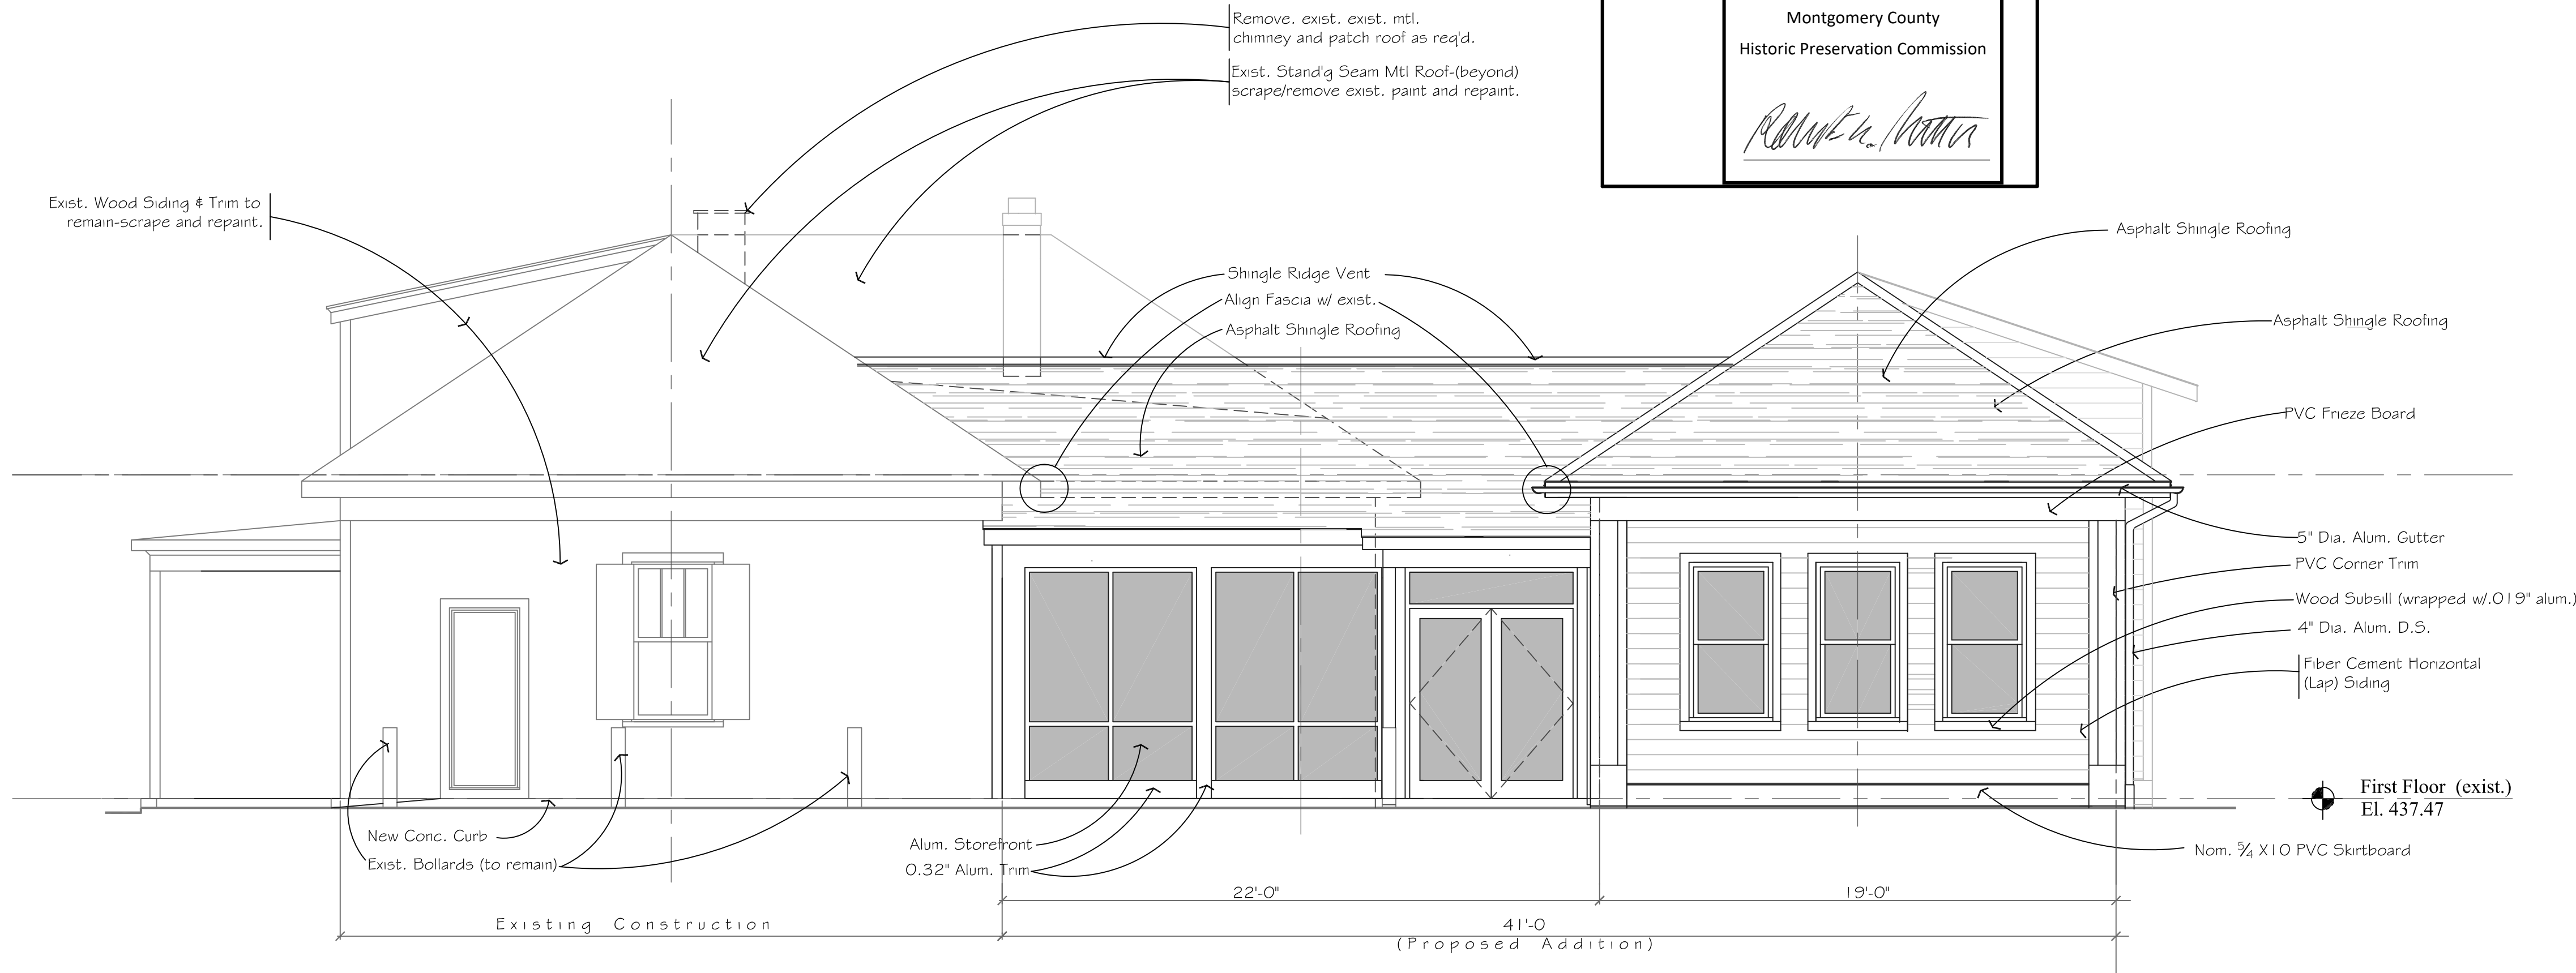 Remove. exist. exist. mtl.
chimney and patch roof as req'd.
Exist. Stand'g Seam Mtl Roof-(beyond)
scrape/remove exist. paint and repaint.
Montgomery County
Historic Preservation Commission
Exist. Wood Siding & Trim to
remain-scrape and repaint.
Shingle Ridge Vent
Align Fascia w/ exist.
Asphalt Shingle Roofing
Asphalt Shingle Roofing
Asphalt Shingle Roofing
PVC Frieze Board
5" Dia. Alum. Gutter
PVC Corner Trim
Wood Subsill (wrapped w/.019" alum.)
4" Dia. Alum. D.S.
Fiber Cement Horizontal
(Lap) Siding
First Floor (exist.)
El. 437.47
New Conc. Curb
Exist. Bollards (to remain)
Alum. Storefront
0.32" Alum. Trim
Nom. 5/4 X10 PVC Skirtboard
22'-0"
19'-0"
Existing Construction
41'-0
(Proposed Addition)